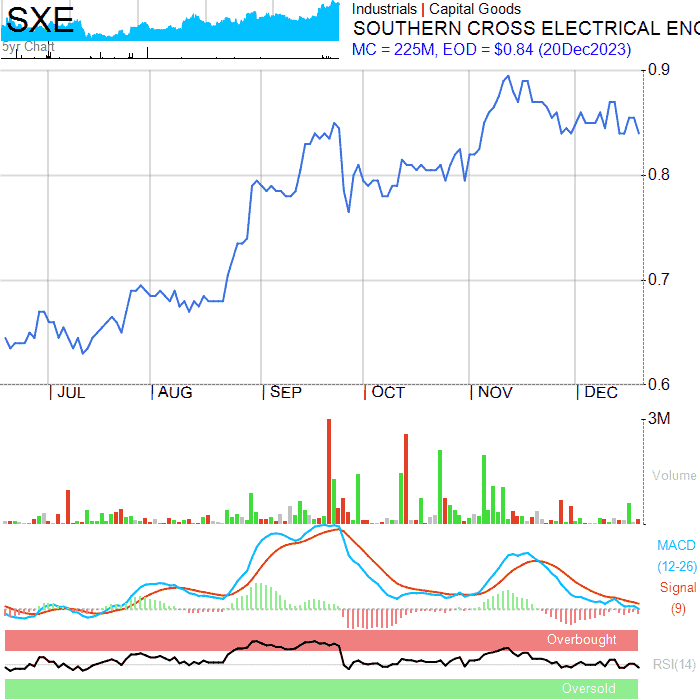 SXE
5yr Chart
Industrials | Capital Goods
SOUTHERN CROSS ELECTRICAL ENG
MC = 225M, EOD = $0.84 (20Dec2023)
0.9
0.8
0.7
0.6
JUL AUG SEP OCT NOV DEC
3M
Volume
MACD
(12-26)
Signal
(9)
Overbought
RSI(14)
Oversold